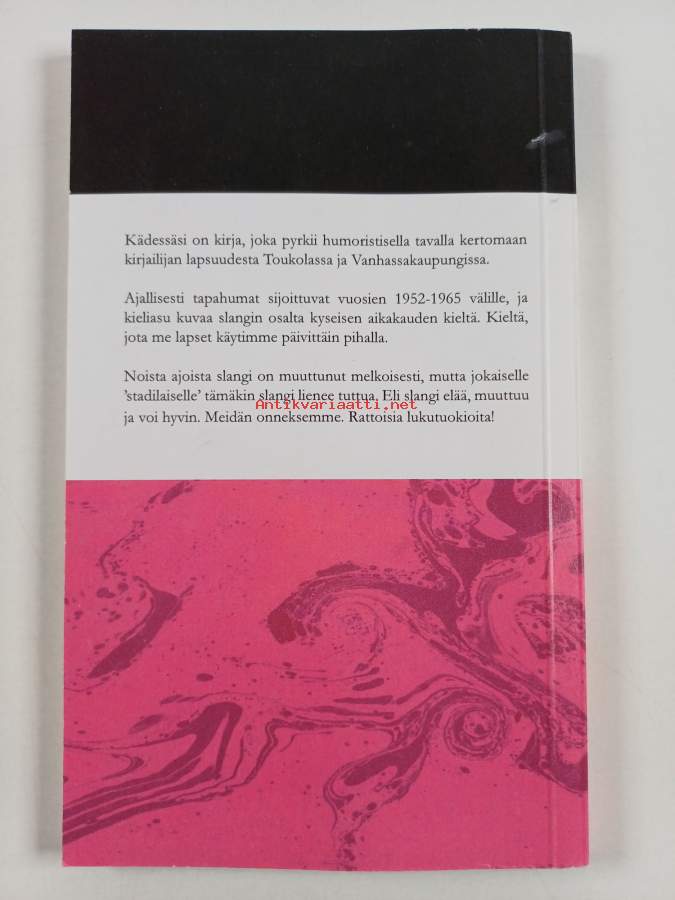 Kädessäsi on kirja, joka pyrkii humoristisella tavalla kertomaan
kirjailijan lapsuudesta Toukolassa ja Vanhassakaupungissa.
Ajallisesti tapahumat sijoittuvat vuosien 1952-1965 välille, ja
kieliasu kuvaa slangin osalta kyseisen aikakauden kieltä. Kieltä,
jota me lapset käytimme päivittäin pihalla.
Noista ajoista slangi on muuttunut melkoisesti, mutta jokaiselle
’stadilaiselle’ tämäkin slangi lienee tuttua. Eli slangi elää, muuttuu
Antikvariaatti.net
ja voi hyvin. Meidän onneksemme. Rattoisia lukutuokioita!